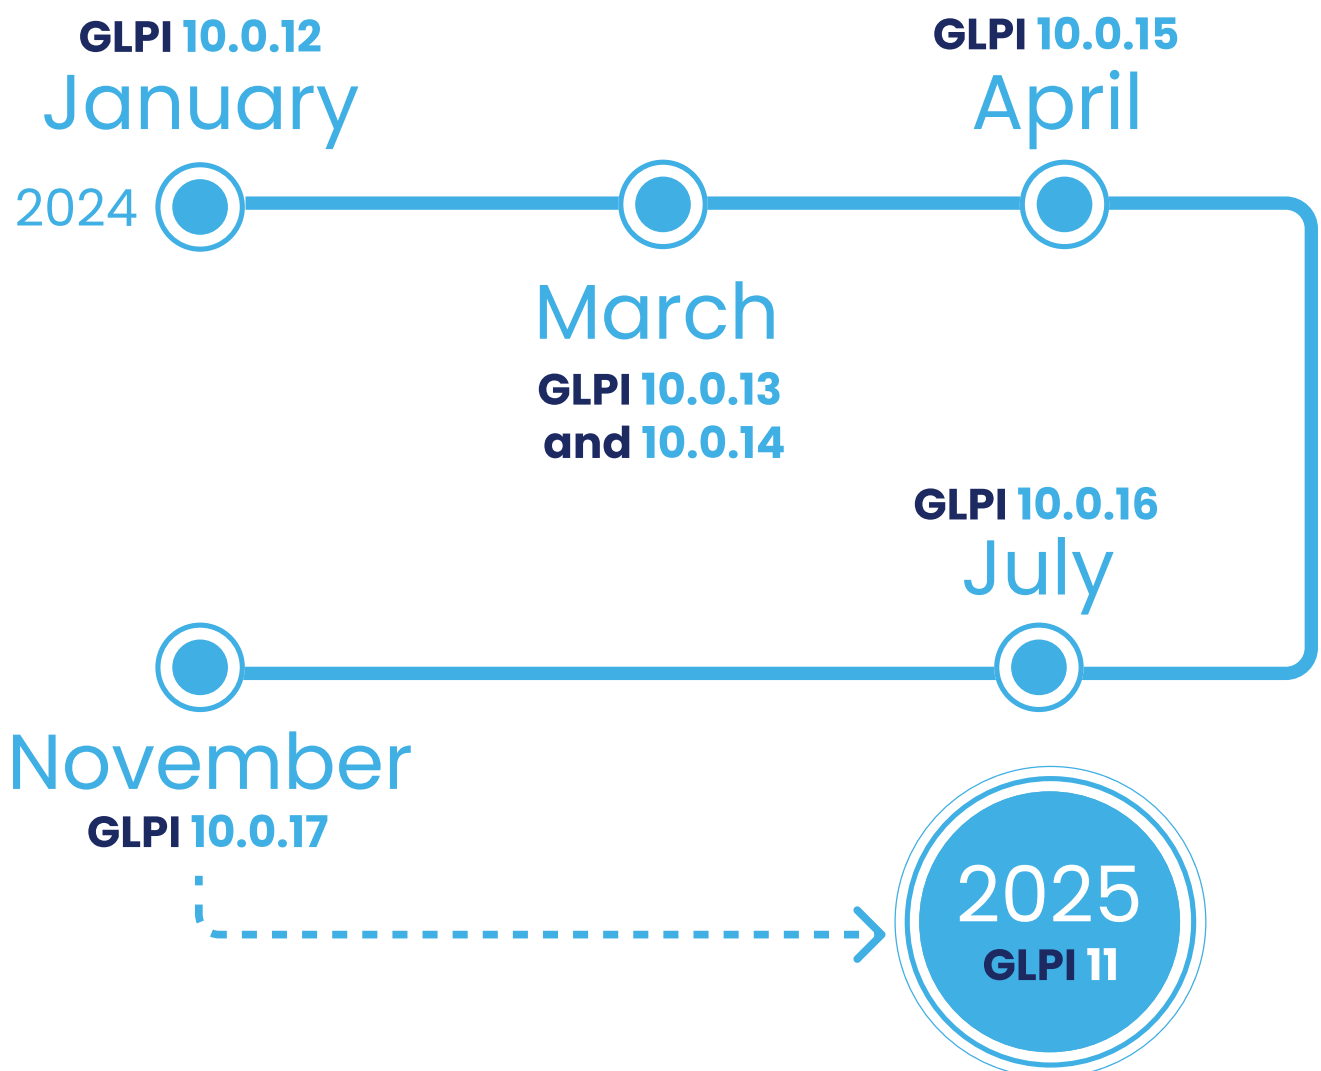 GLPI 10.0.12
January
2024
GLPI 10.0.15
April
March
GLPI 10.0.13
and 10.0.14
GLPI 10.0.16
July
November
GLPI 10.0.17
2025
GLPI 11